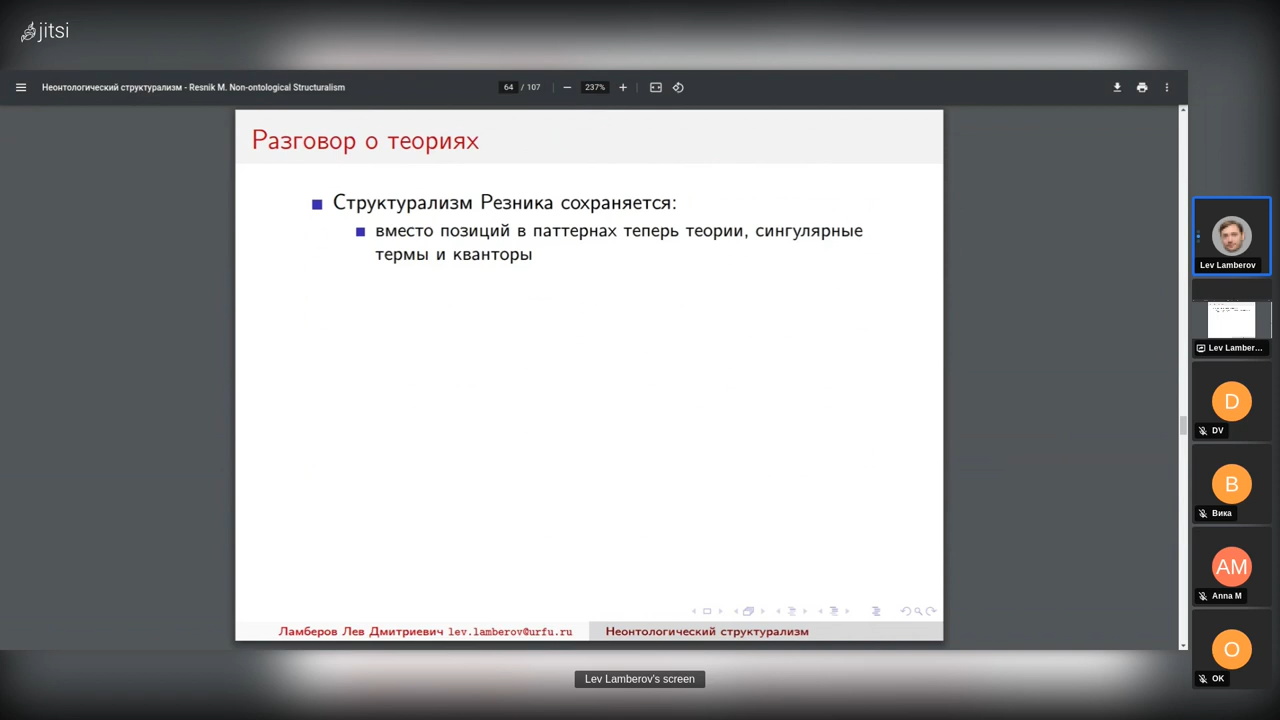 jitsi
Неонтологический структурализм - Resnik M. Non-ontological Structuralism
64 / 107
237%
Разговор о теориях
Структурализм Резника сохраняется:
вместо позиций в паттернах теперь теории, сингулярные
термы и кванторы
Ламберов Лев Дмитриевич lev.lamberov@urfu.ru
Неонтологический структурализм
Lev Lamberov
Lev Lamber...
D
DV
В
Вика
AM
Anna M
O
OK
Lev Lamberov's screen